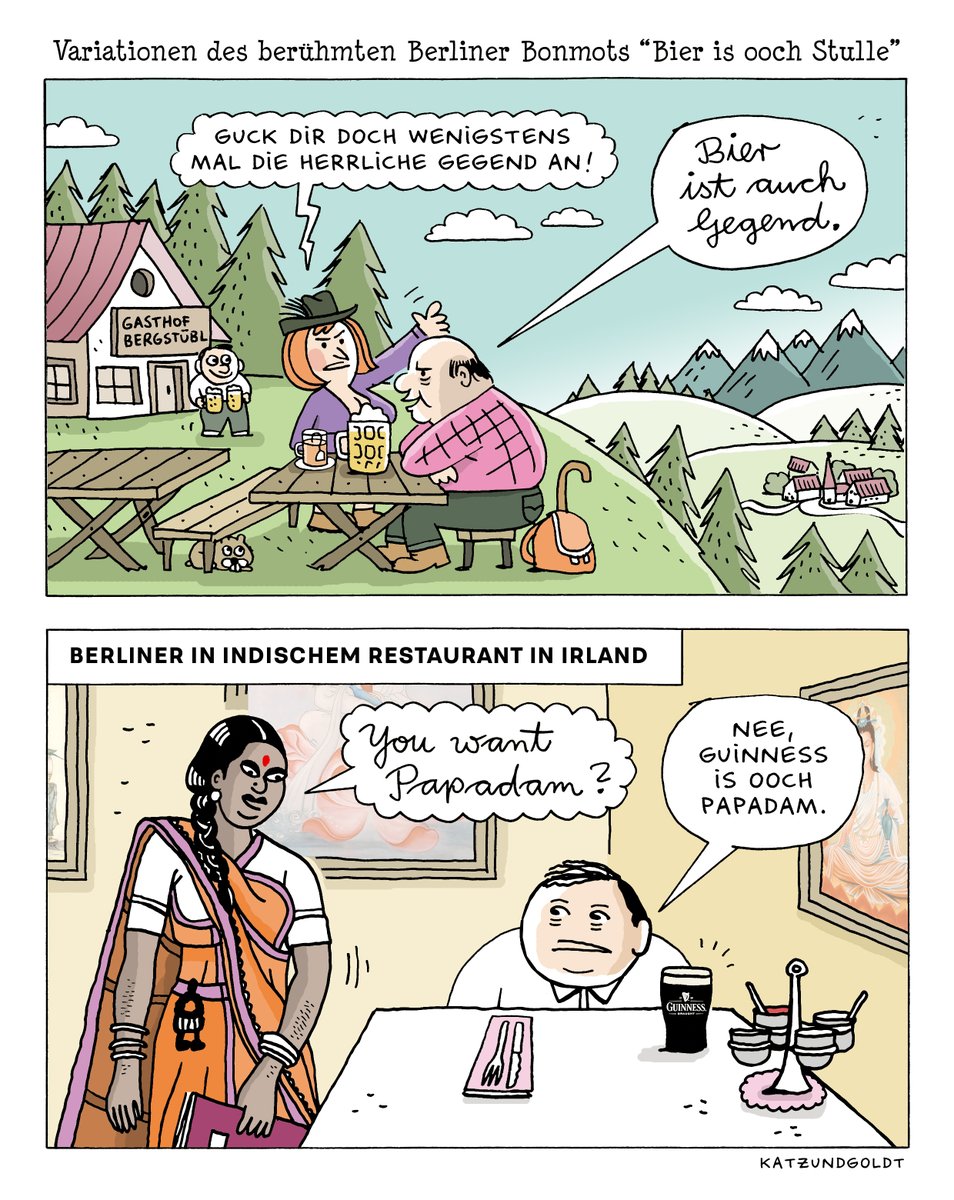 Variationen des berühmten Berliner Bonmots “Bier is ooch Stulle”
GUCK DIR DOCH WENIGSTENS
MAL DIE HERRLICHE GEGEND AN!
Bier
ist auch
Gegend.
GASTHOF
BERGSTÜBL
BERLINER IN INDISCHEM RESTAURANT IN IRLAND
You want
Papadam?
NEE,
GUINNESS
IS OOCH
PAPADAM.
GUINNESS
DRAUGHT
KATZUNDGOLDT